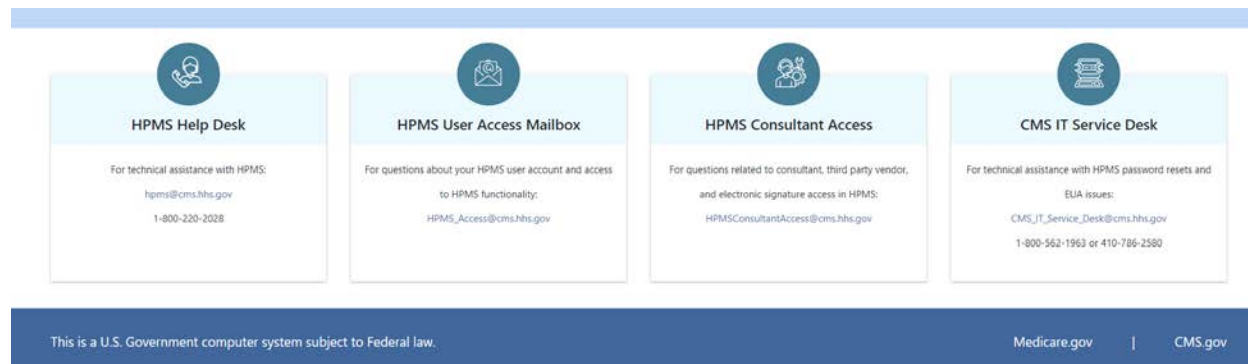 HPMS Help Desk
For technical assistance with HPMS:
hpms@cms.hhs.gov
1-800-220-2028
HPMS User Access Mailbox
For questions about your HPMS user account and access
to HPMS functionality:
HPMS_Access@cms.hhs.gov
HPMS Consultant Access
For questions related to consultant, third party vendor,
and electronic signature access in HPMS:
HPMSConsultantAccess@cms.hhs.gov
CMS IT Service Desk
For technical assistance with HPMS password resets and
EUA issues:
CMS_IT_Service_Desk@cms.hhs.gov
1-800-562-1963 or 410-786-2580
This is a U.S. Government computer system subject to Federal law.
Medicare.gov | CMS.gov